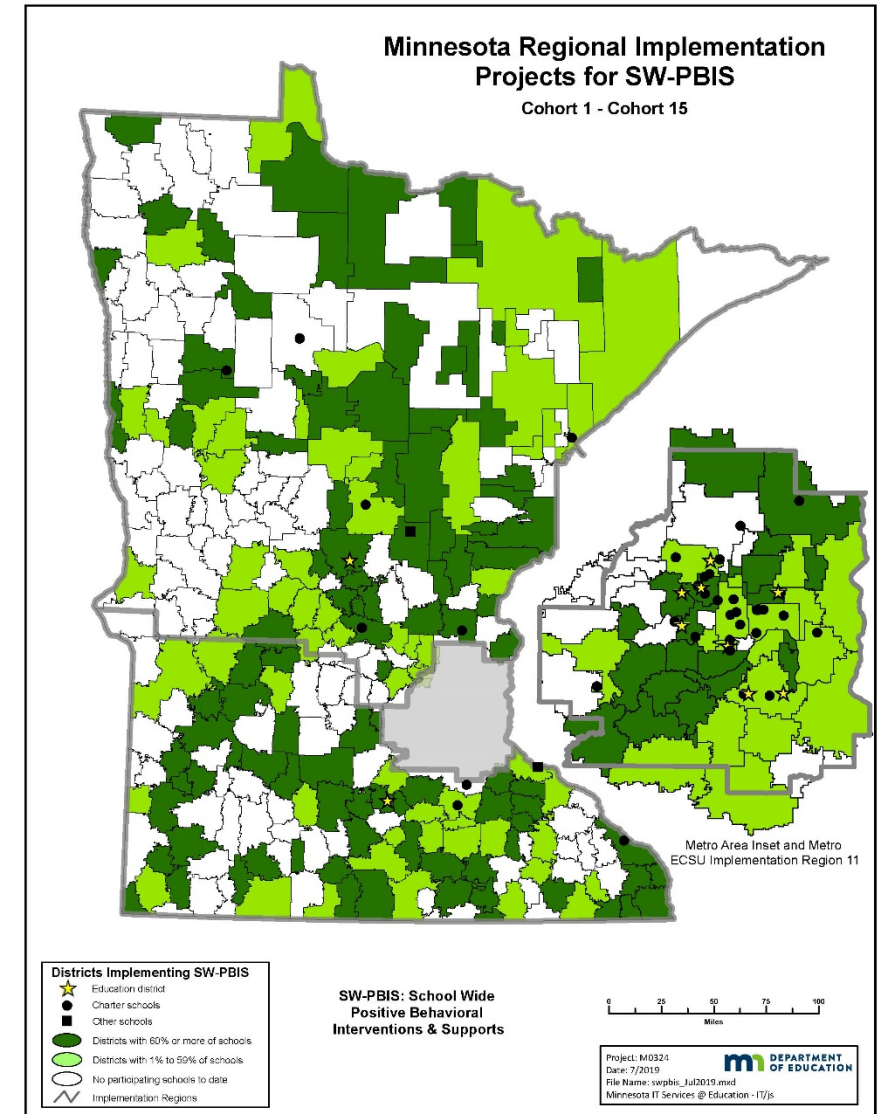 Minnesota Regional Implementation
Projects for SW-PBIS
Cohort 1 - Cohort 15
Metro Area Inset and Metro
ECSU Implementation Region 11
Districts Implementing SW-PBIS
Education district
Charter schools
Other schools
Districts with 60% or more of schools
Districts with 1% to 59% of schools
No participating schools to date
Implementation Regions
SW-PBIS: School Wide
Positive Behavioral
Interventions & Supports
0 25 50 75 100
Miles
Project: M0324
Date: 7/2019
File Name: swpbis_Jul2019.mxd
Minnesota IT Services @ Education - IT/js
mn DEPARTMENT
OF EDUCATION